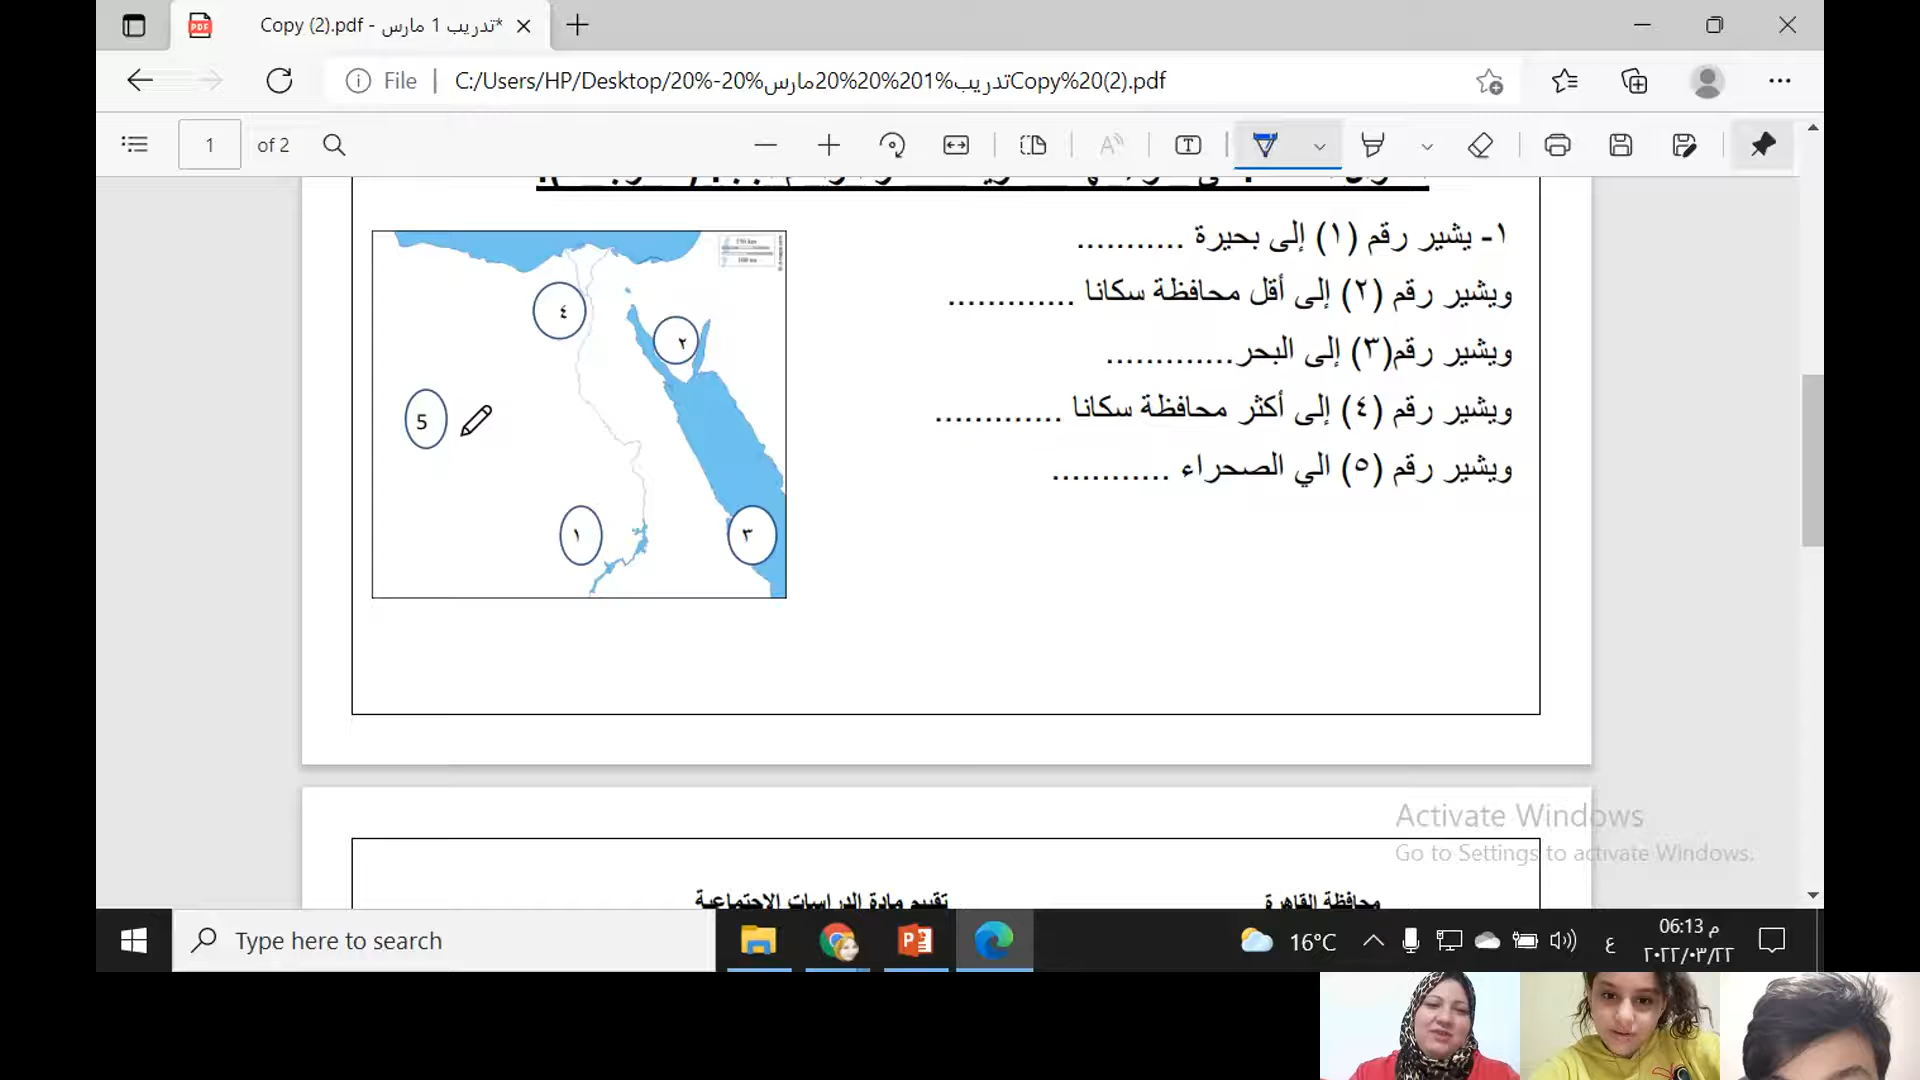 Copy (2).pdf - تدريب 1 مارس*
File
C:/Users/HP/Desktop/20%-20%مارس20%20%201%تدريبCopy%20(2).pdf
1 of 2
١- يشير رقم (١) إلى بحيرة ...........
ويشير رقم (٢) إلى أقل محافظة سكانا .............
ويشير رقم(٣) إلى البحر.............
ويشير رقم (٤) إلى أكثر محافظة سكانا .............
ويشير رقم (٥) الي الصحراء ............
٤
٢
5
١
٣
Activate Windows
Go to Settings to activate Windows.
محافظة القاهرة
تقييم مادة الدراسات الاجتماعية
Type here to search
16°C
ع
06:13 م
٢٠٢٢/٠٣/٢٢